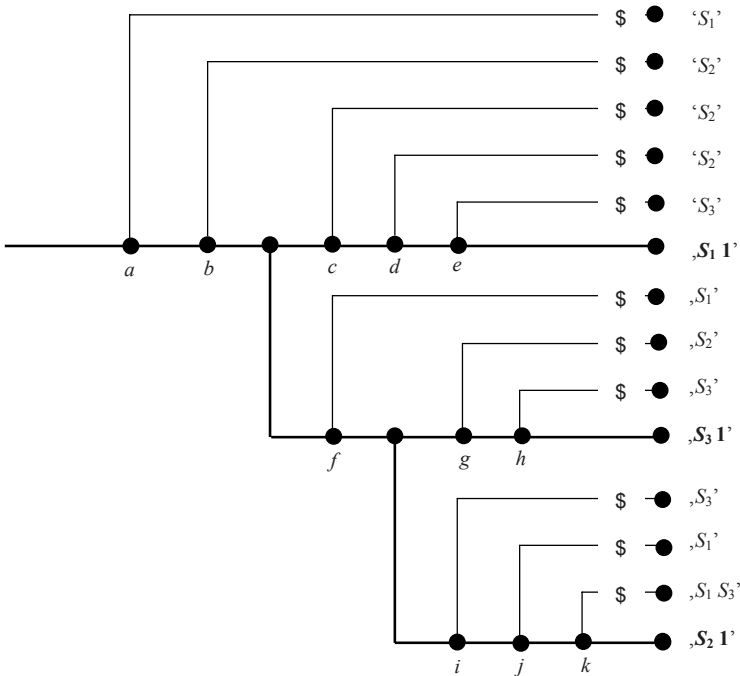 $ ‘S₁’
$ ‘S₂’
$ ‘S₂’
$ ‘S₂’
$ ‘S₃’
a b c d e ‚S₁ 1’
$ ‚S₁’
$ ‚S₂’
$ ‚S₃’
f g h ‚S₃ 1’
$ ‚S₃’
$ ‚S₁’
$ ‚S₁ S₃’
i j k ‚S₂ 1’